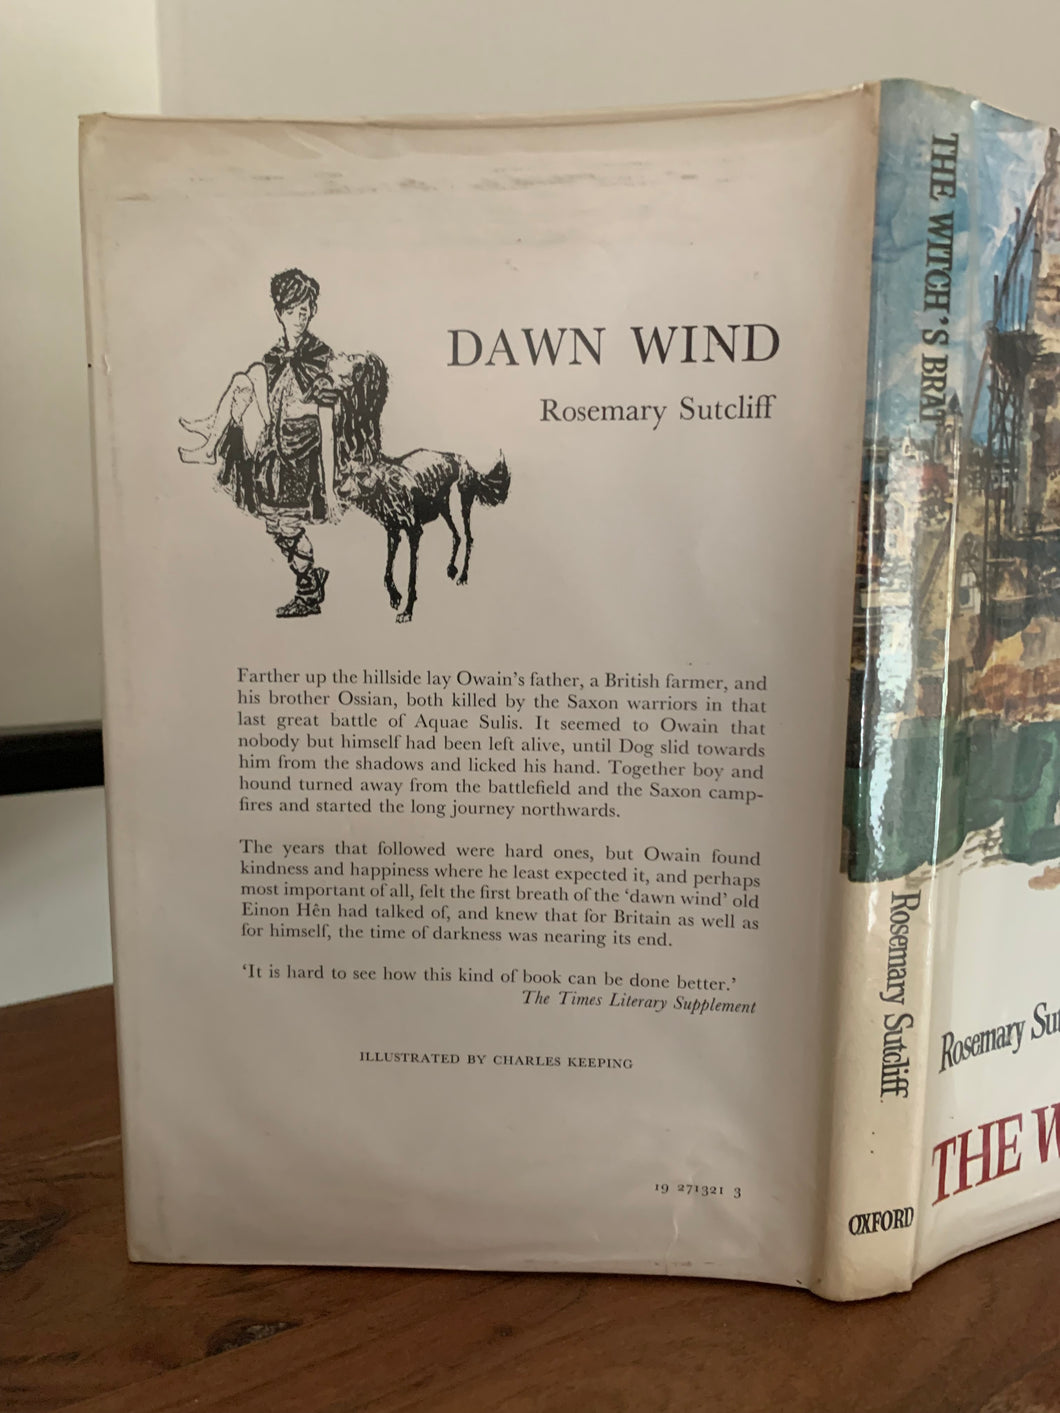 DAWN WIND
Rosemary Sutcliff
Farther up the hillside lay Owain's father, a British farmer, and
his brother Ossian, both killed by the Saxon warriors in that
last great battle of Aquae Sulis. It seemed to Owain that
nobody but himself had been left alive, until Dog slid towards
him from the shadows and licked his hand. Together boy and
hound turned away from the battlefield and the Saxon camp-
fires and started the long journey northwards.
The years that followed were hard ones, but Owain found
kindness and happiness where he least expected it, and perhaps
most important of all, felt the first breath of the 'dawn wind' old
Einon Hên had talked of, and knew that for Britain as well as
for himself, the time of darkness was nearing its end.
'It is hard to see how this kind of book can be done better.'
The Times Literary Supplement
ILLUSTRATED BY CHARLES KEEPING
19 271321 3
THE WITCH'S BRAT
Rosemary Sutcliff
OXFORD
Rosemary Sut
THE W